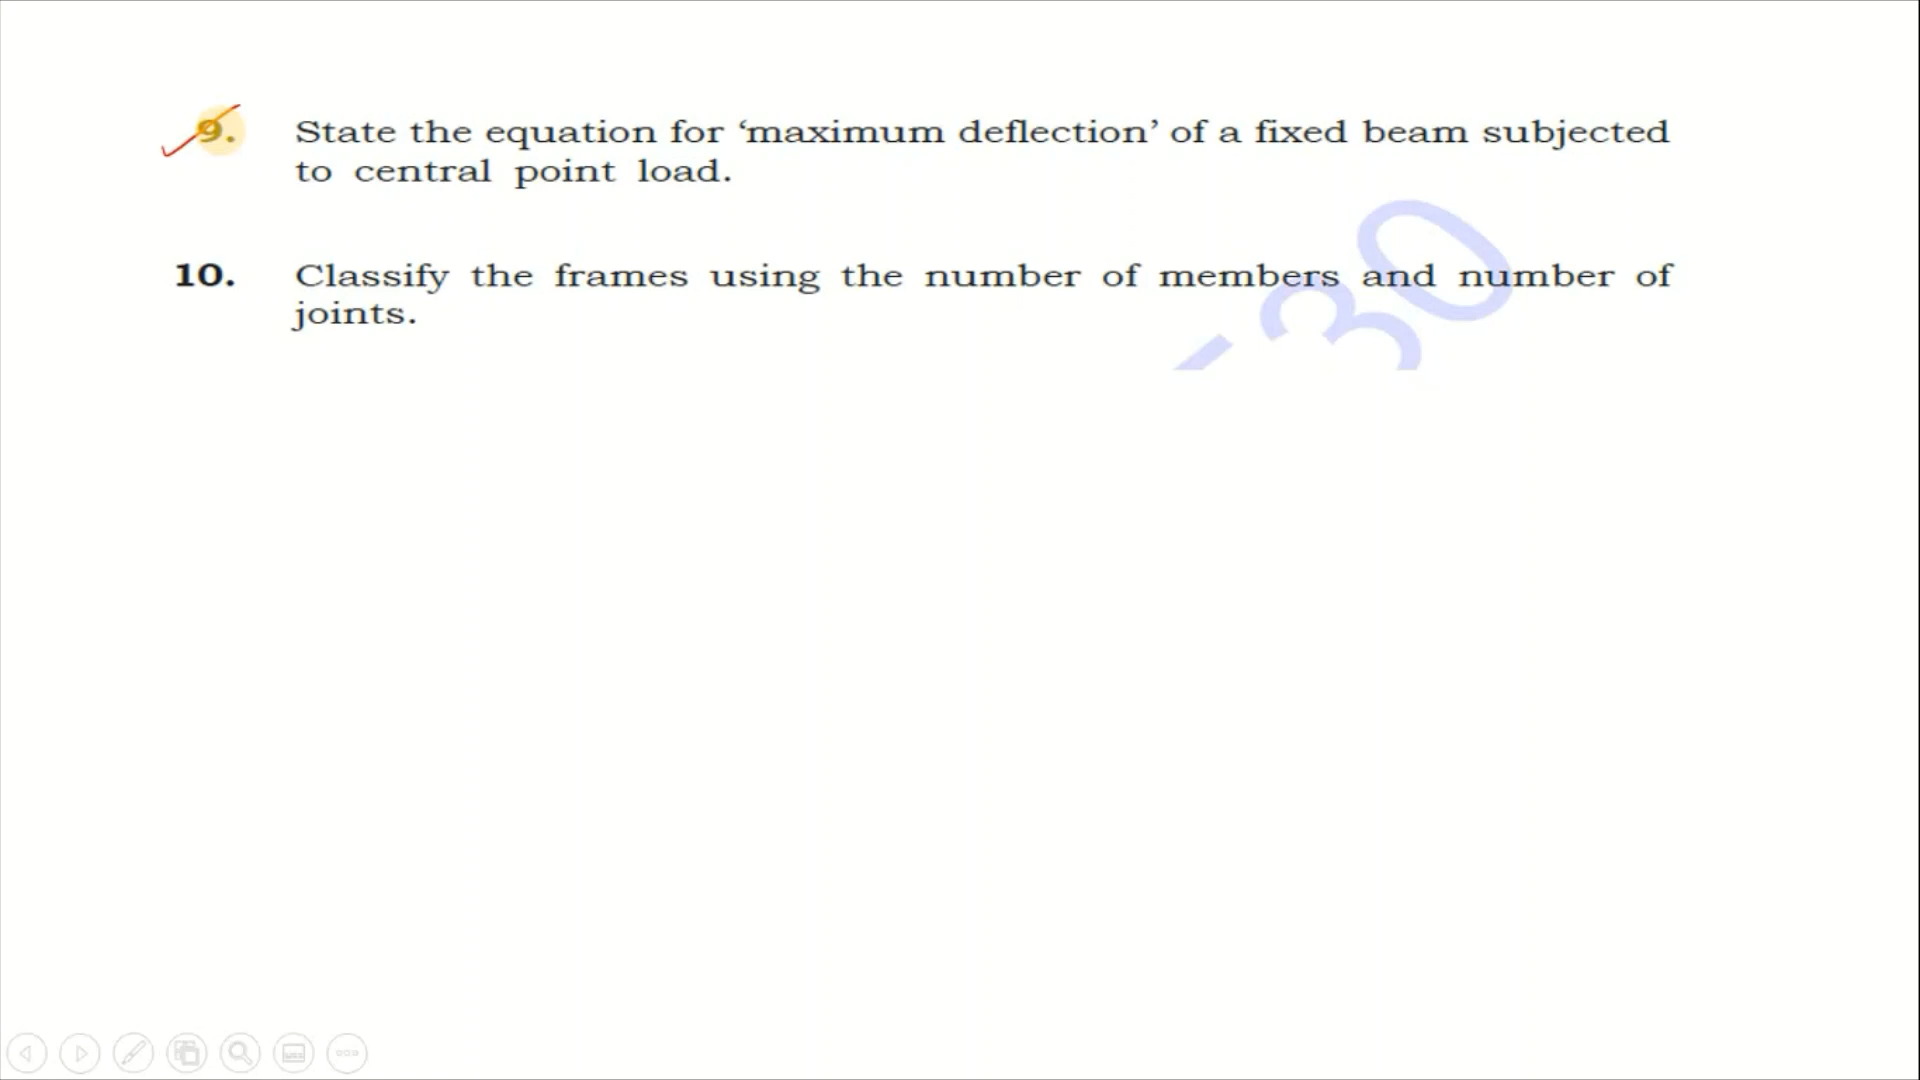 9. State the equation for ‘maximum deflection’ of a fixed beam subjected
to central point load.
10. Classify the frames using the number of members and number of
joints.
30